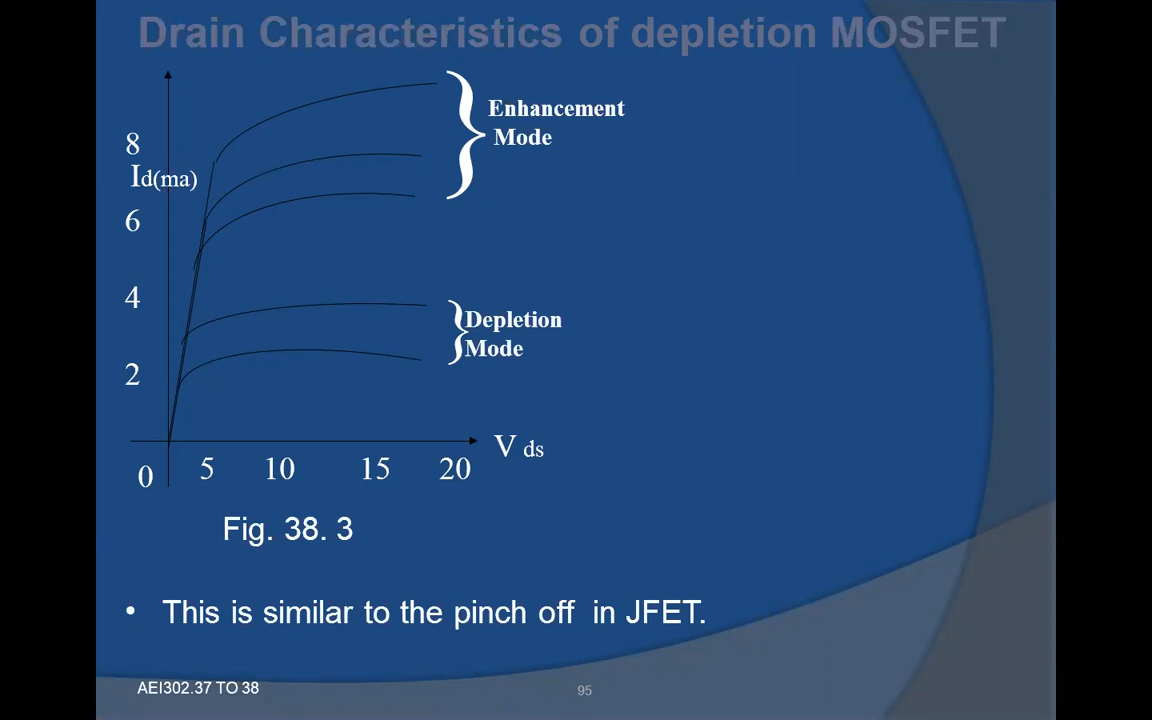 Drain Characteristics of depletion MOSFET
Enhancement
Mode
8
Id(ma)
6
4
Depletion
Mode
2
V ds
0 5 10 15 20
Fig. 38. 3
• This is similar to the pinch off in JFET.
AEI302.37 TO 38
95